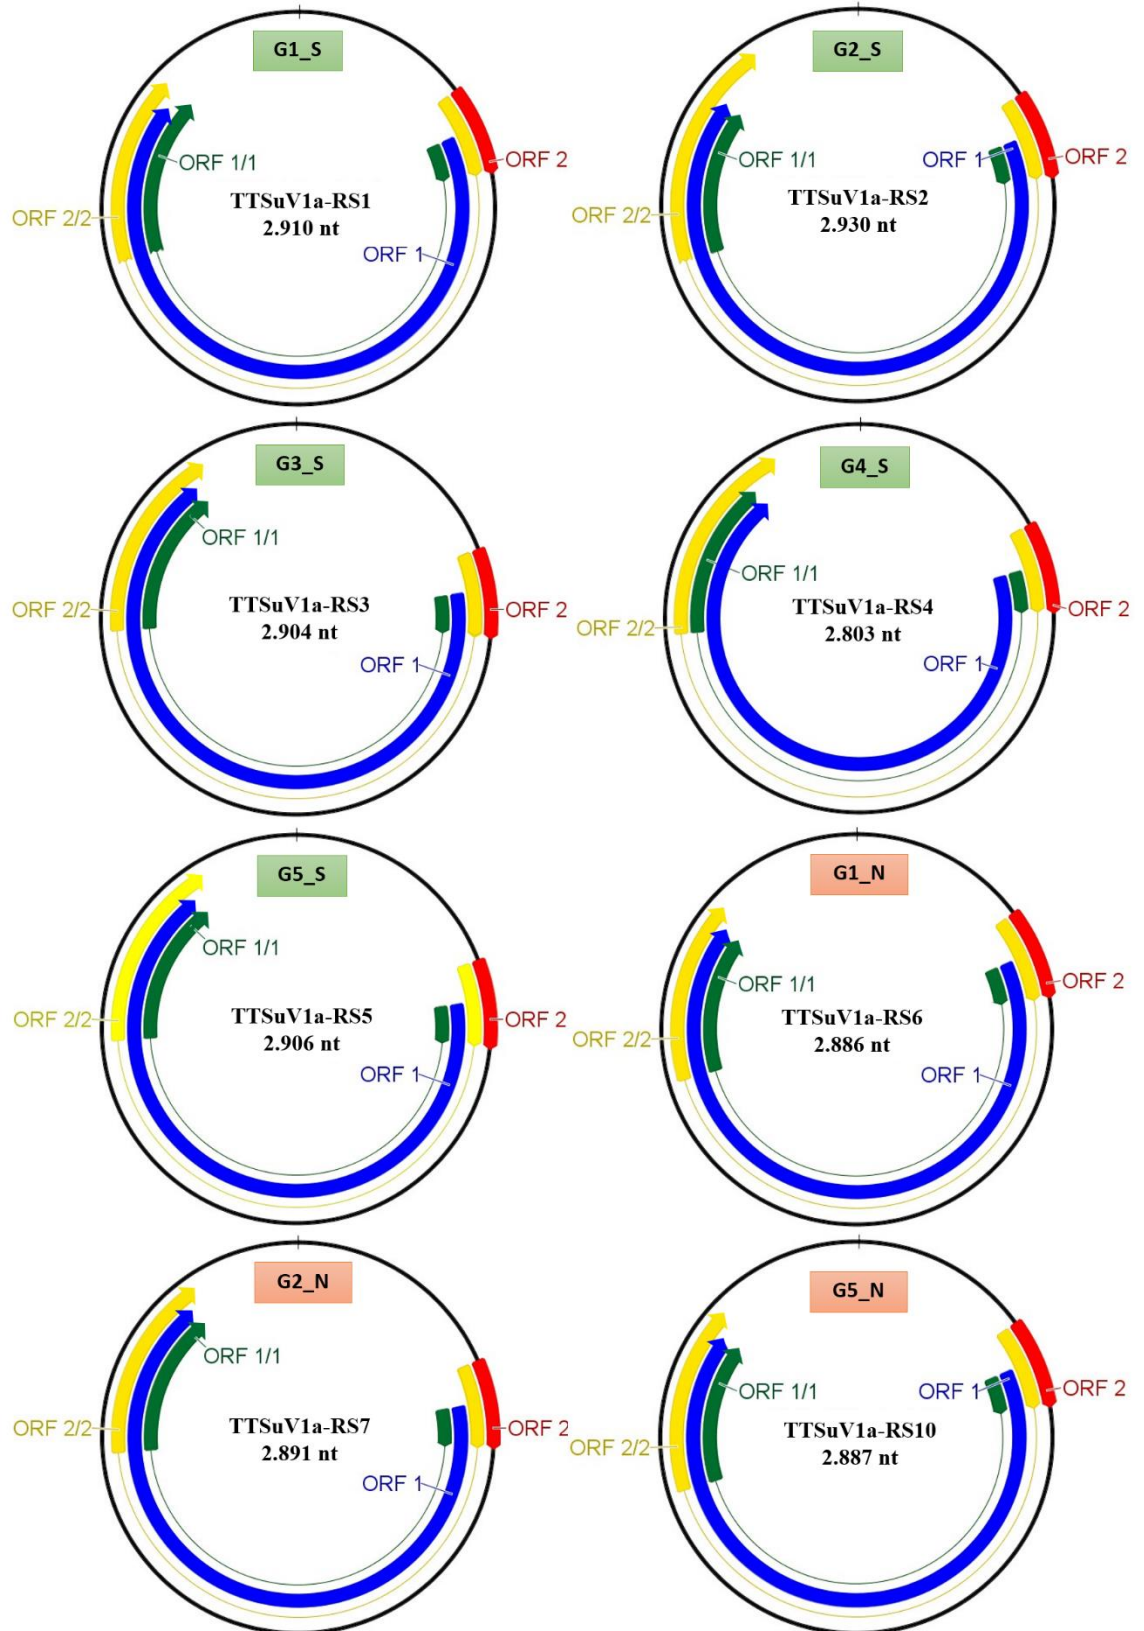 G1_S
ORF 1/1
ORF 2
TTSuV1a-RS1
2.910 nt
ORF 2/2
ORF 1
G2_S
ORF 1/1
ORF 1
ORF 2
TTSuV1a-RS2
2.930 nt
ORF 2/2
G3_S
ORF 1/1
TTSuV1a-RS3
2.904 nt
ORF 2/2
ORF 2
ORF 1
G4_S
ORF 1/1
TTSuV1a-RS4
2.803 nt
ORF 2
ORF 2/2
ORF 1
G5_S
ORF 1/1
TTSuV1a-RS5
2.906 nt
ORF 2/2
ORF 2
ORF 1
G1_N
ORF 1/1
ORF 2
TTSuV1a-RS6
2.886 nt
ORF 2/2
ORF 1
G2_N
ORF 1/1
TTSuV1a-RS7
2.891 nt
ORF 2/2
ORF 2
ORF 1
G5_N
ORF 1/1
ORF 1
ORF 2
TTSuV1a-RS10
2.887 nt
ORF 2/2